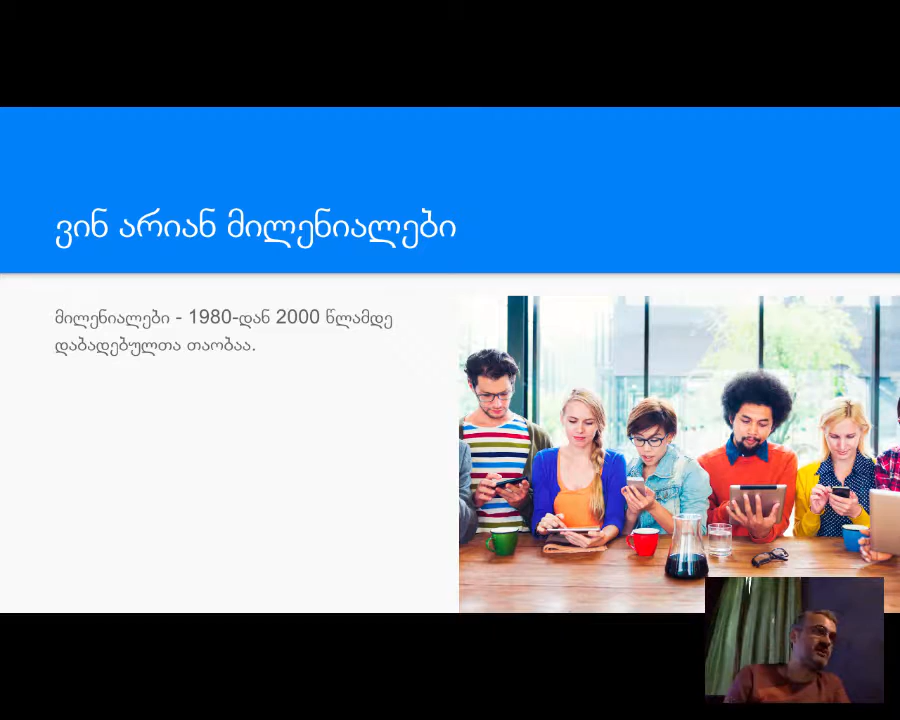 ვინ არიან მილენიალები
მილენიალები - 1980-დან 2000 წლამდე
დაბადებულთა თაობაა.